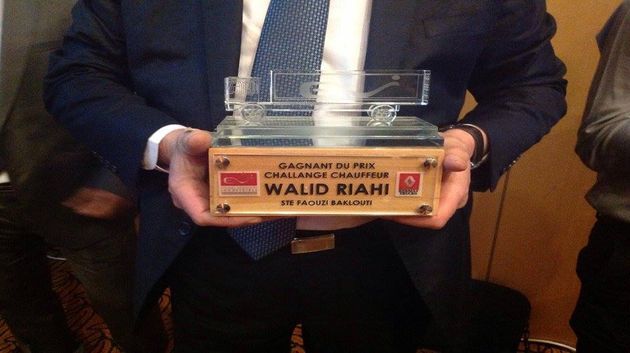 GAGNANT DU PRIX
CHALLANGE CHAUFFEUR
WALID RIAHI
STE FAOUZI BAKLOUTI